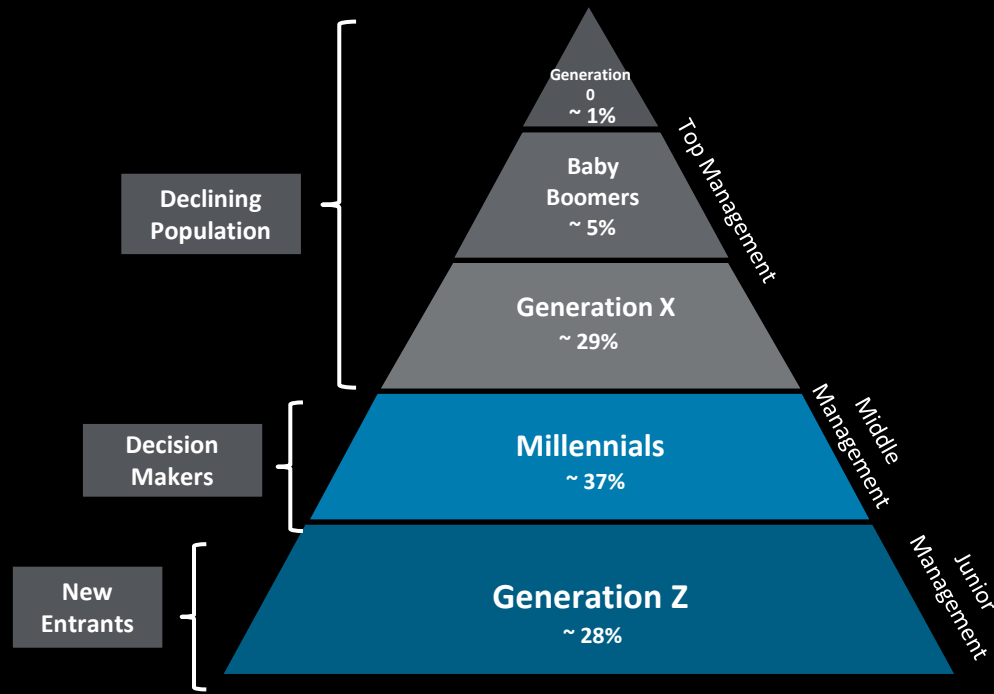 Generation
0
~ 1%
Top Management
Baby
Boomers
~ 5%
Declining
Population
Generation X
~ 29%
Middle
Management
Decision
Makers
Millennials
~ 37%
Junior
Management
New
Entrants
Generation Z
~ 28%